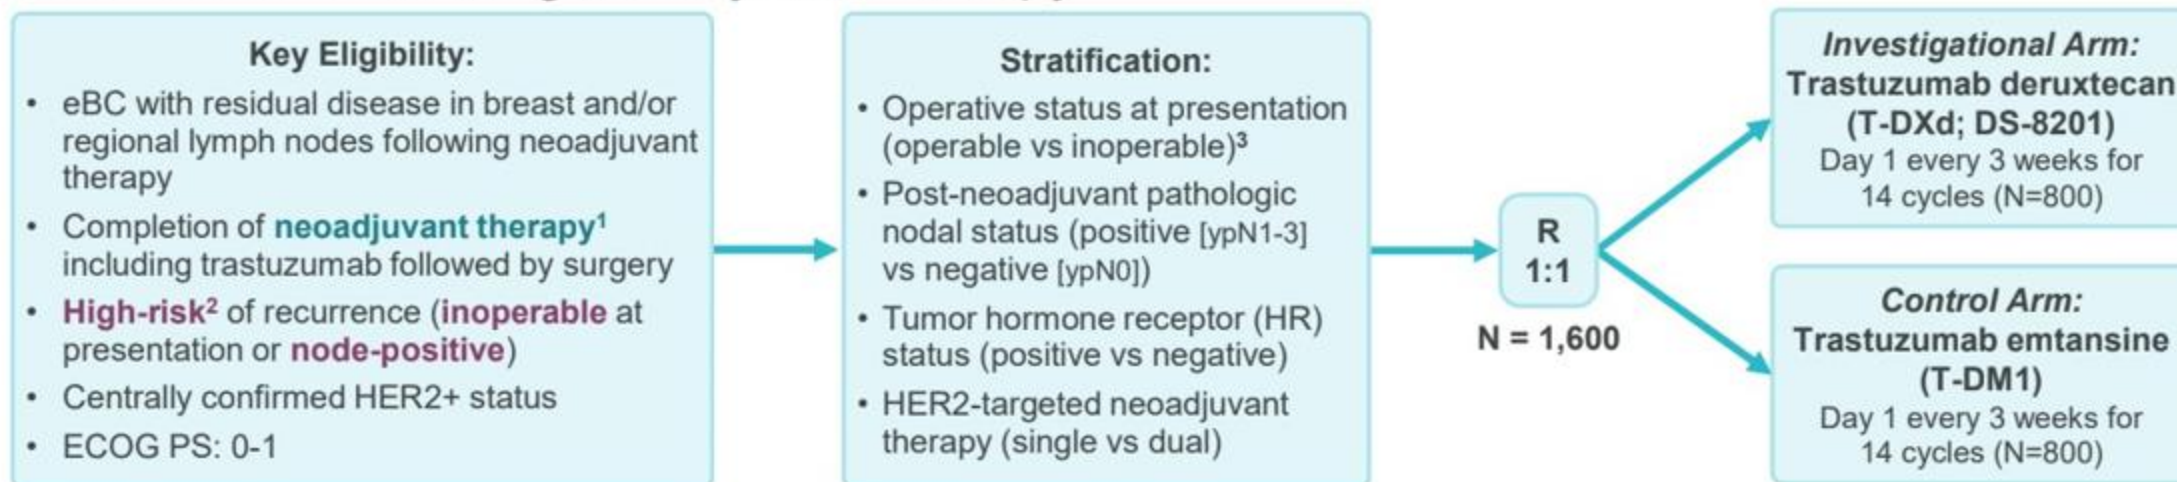 Key Eligibility:
• eBC with residual disease in breast and/or
regional lymph nodes following neoadjuvant
therapy
• Completion of neoadjuvant therapy¹
including trastuzumab followed by surgery
• High-risk² of recurrence (inoperable at
presentation or node-positive)
• Centrally confirmed HER2+ status
• ECOG PS: 0-1
Stratification:
• Operative status at presentation
(operable vs inoperable)³
• Post-neoadjuvant pathologic
nodal status (positive [ypN1-3]
vs negative [ypN0])
• Tumor hormone receptor (HR)
status (positive vs negative)
• HER2-targeted neoadjuvant
therapy (single vs dual)
R
1:1
N = 1,600
Investigational Arm:
Trastuzumab deruxtecan
(T-DXd; DS-8201)
Day 1 every 3 weeks for
14 cycles (N=800)
Control Arm:
Trastuzumab emtansine
(T-DM1)
Day 1 every 3 weeks for
14 cycles (N=800)